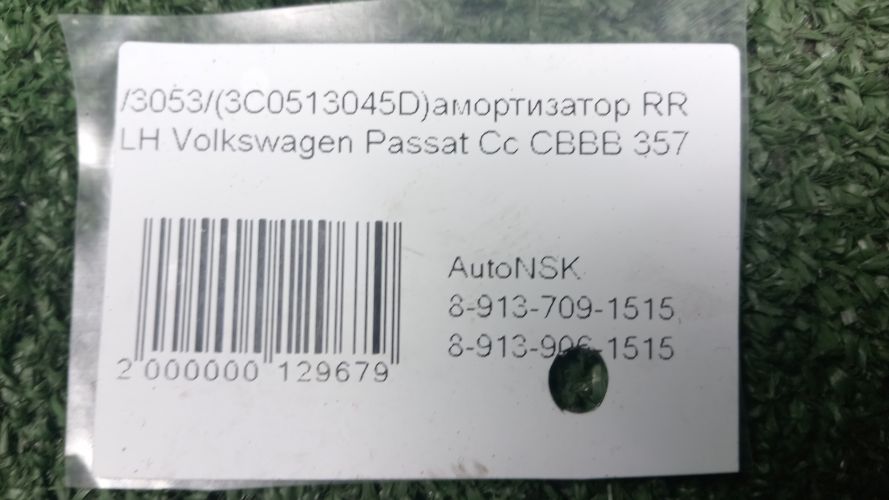 /3053/(3C0513045D)амортизатор RR
LH Volkswagen Passat Cc CBBB 357
AutoNSK
8-913-709-1515
8-913-906-1515
2 000000 129679